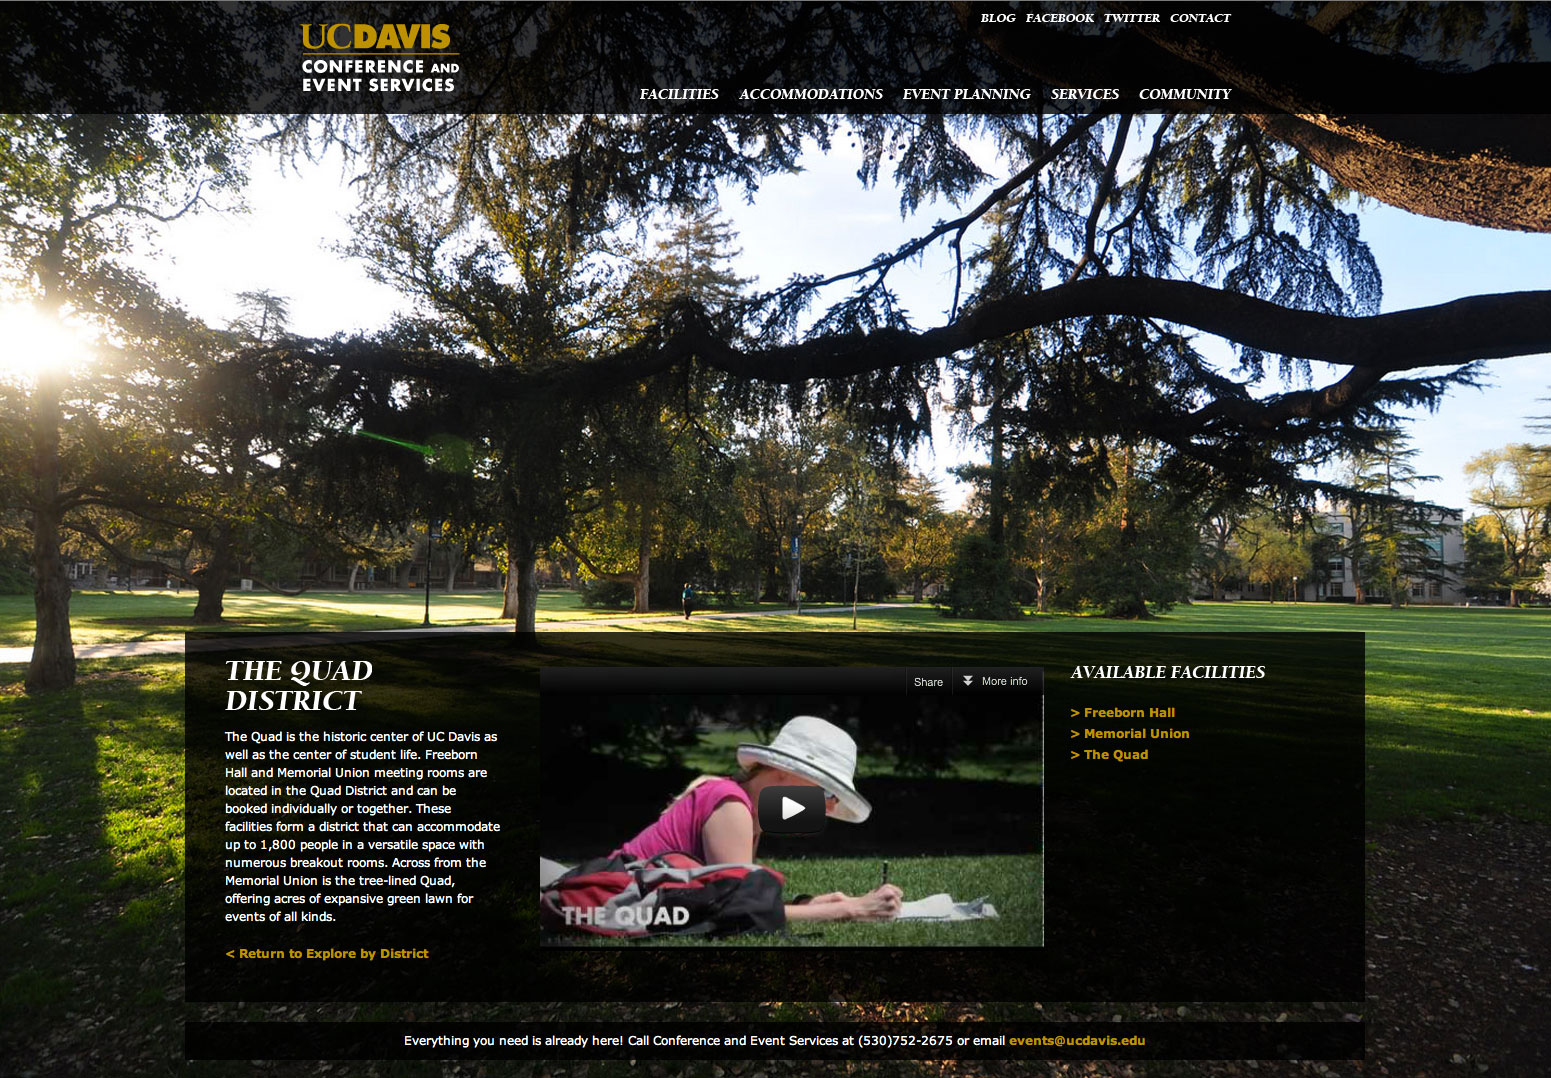 BLOG FACEBOOK TWITTER CONTACT
UCDAVIS
CONFERENCE AND
EVENT SERVICES
FACILITIES ACCOMMODATIONS EVENT PLANNING SERVICES COMMUNITY
THE QUAD
DISTRICT
The Quad is the historic center of UC Davis as
well as the center of student life. Freeborn
Hall and Memorial Union meeting rooms are
located in the Quad District and can be
booked individually or together. These
facilities form a district that can accommodate
up to 1,800 people in a versatile space with
numerous breakout rooms. Across from the
Memorial Union is the tree-lined Quad,
offering acres of expansive green lawn for
events of all kinds.
< Return to Explore by District
Share More info
THE QUAD
AVAILABLE FACILITIES
> Freeborn Hall
> Memorial Union
> The Quad
Everything you need is already here! Call Conference and Event Services at (530)752-2675 or email events@ucdavis.edu